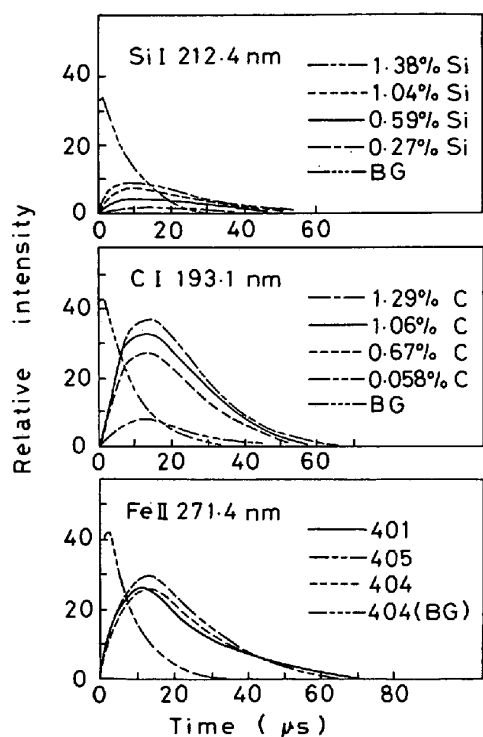 Si I 212.4 nm
1·38% Si
1·04% Si
0·59% Si
0·27% Si
BG
40
20
0
0 20 40 60
C I 193·1 nm
1·29% C
1·06% C
0·67% C
0·058% C
BG
40
20
0
0 20 40 60
Fe II 271·4 nm
401
405
404
404(BG)
40
20
0
0 20 40 60 80
Relative intensity
Time ( μs )